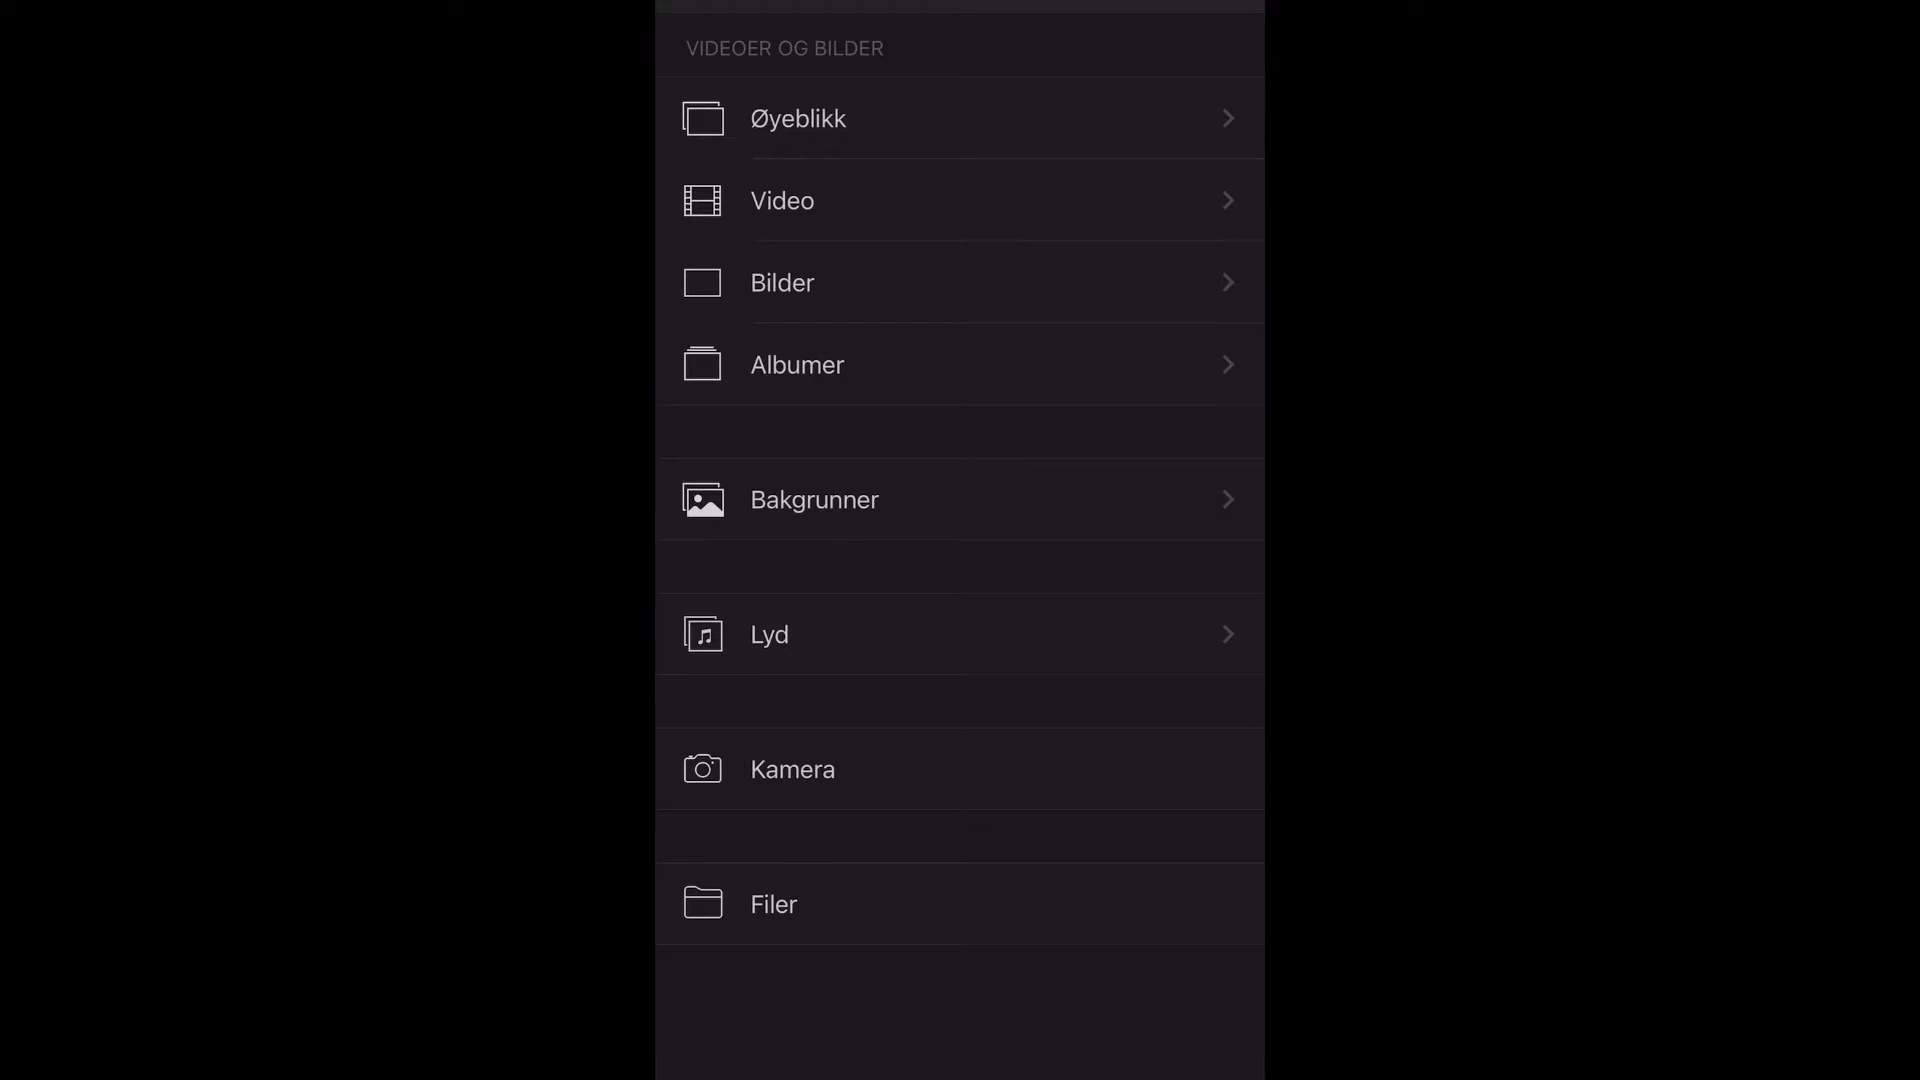 VIDEOER OG BILDER
Øyeblikk
Video
Bilder
Albumer
Bakgrunner
Lyd
Kamera
Filer